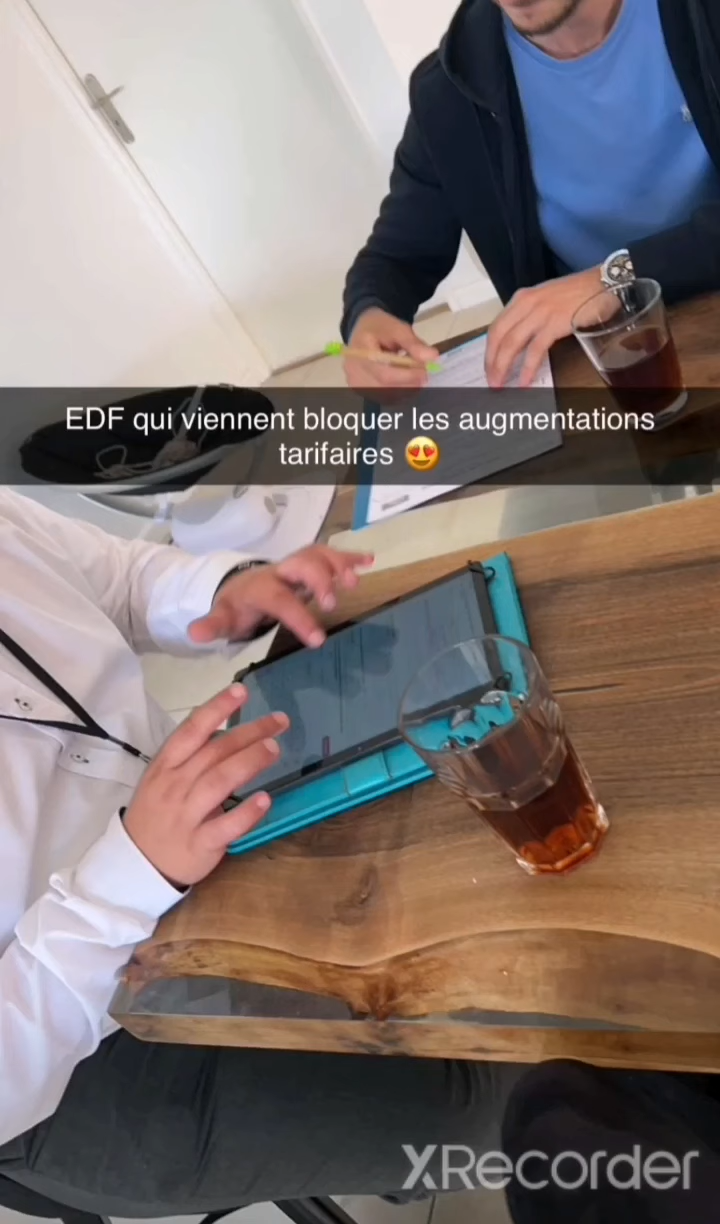 EDF qui viennent bloquer les augmentations
tarifaires 😍
XRecorder